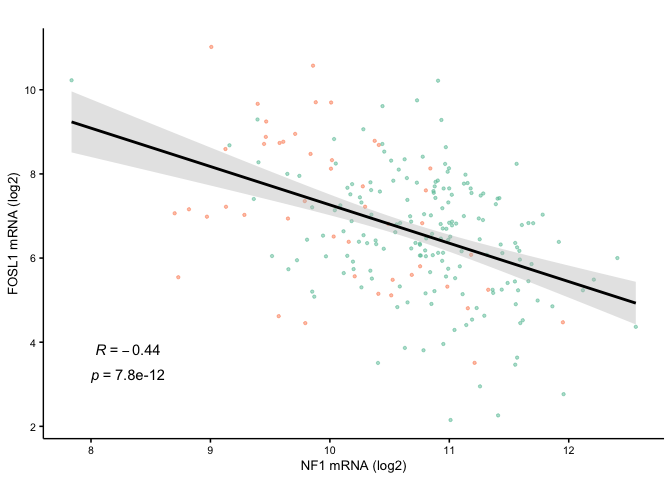 10
8
6
4
2
FOSL1 mRNA (log2)
R = − 0.44
p = 7.8e-12
8 9 10 11 12
NF1 mRNA (log2)